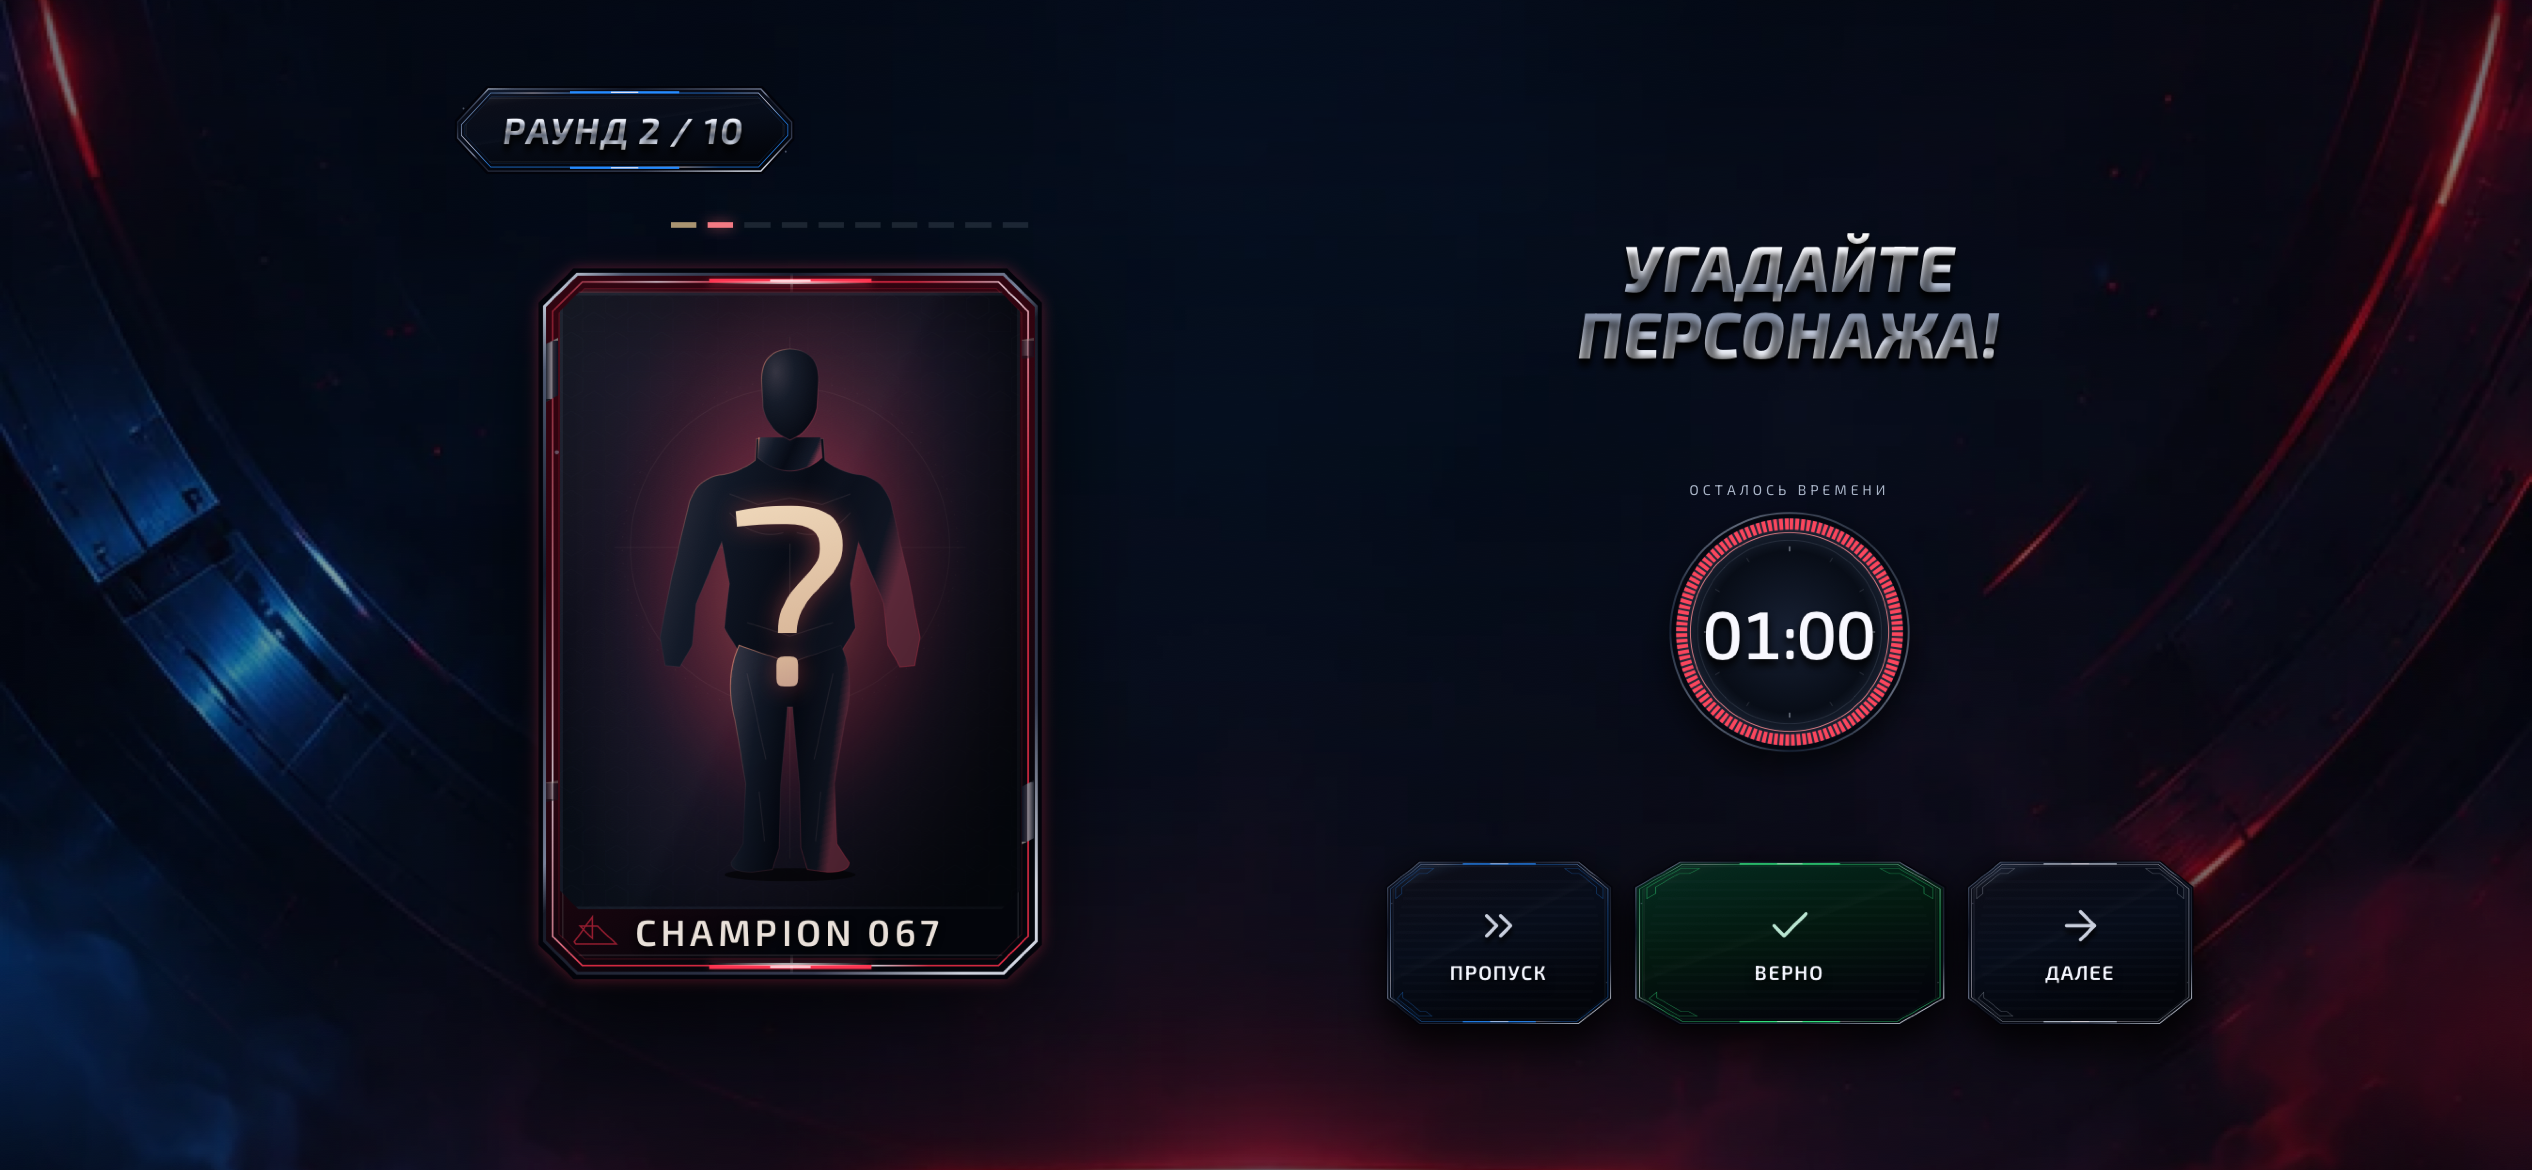 РАУНД 2 / 10
УГАДАЙТЕ
ПЕРСОНАЖА!
ОСТАЛОСЬ ВРЕМЕНИ
01:00
?
CHAMPION 067
ПРОПУСК
ВЕРНО
ДАЛЕЕ